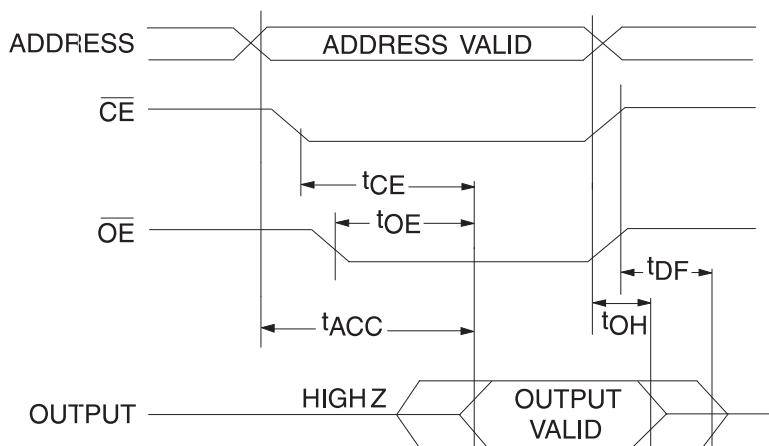 ADDRESS
ADDRESS VALID
CE
tCE
tOE
OE
tDF
tACC
tOH
HIGH Z
OUTPUT
OUTPUT
VALID